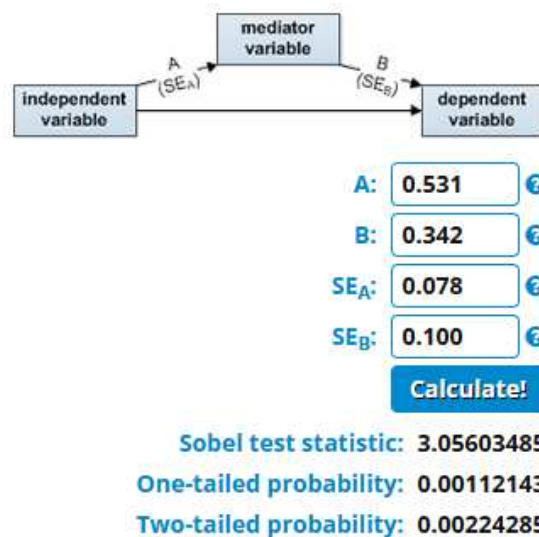 mediator
variable
A
(SEA)
B
(SEB)
independent
variable
dependent
variable
A: 0.531 ?
B: 0.342 ?
SEA: 0.078 ?
SEB: 0.100 ?
Calculate!
Sobel test statistic: 3.05603485
One-tailed probability: 0.00112143
Two-tailed probability: 0.00224285